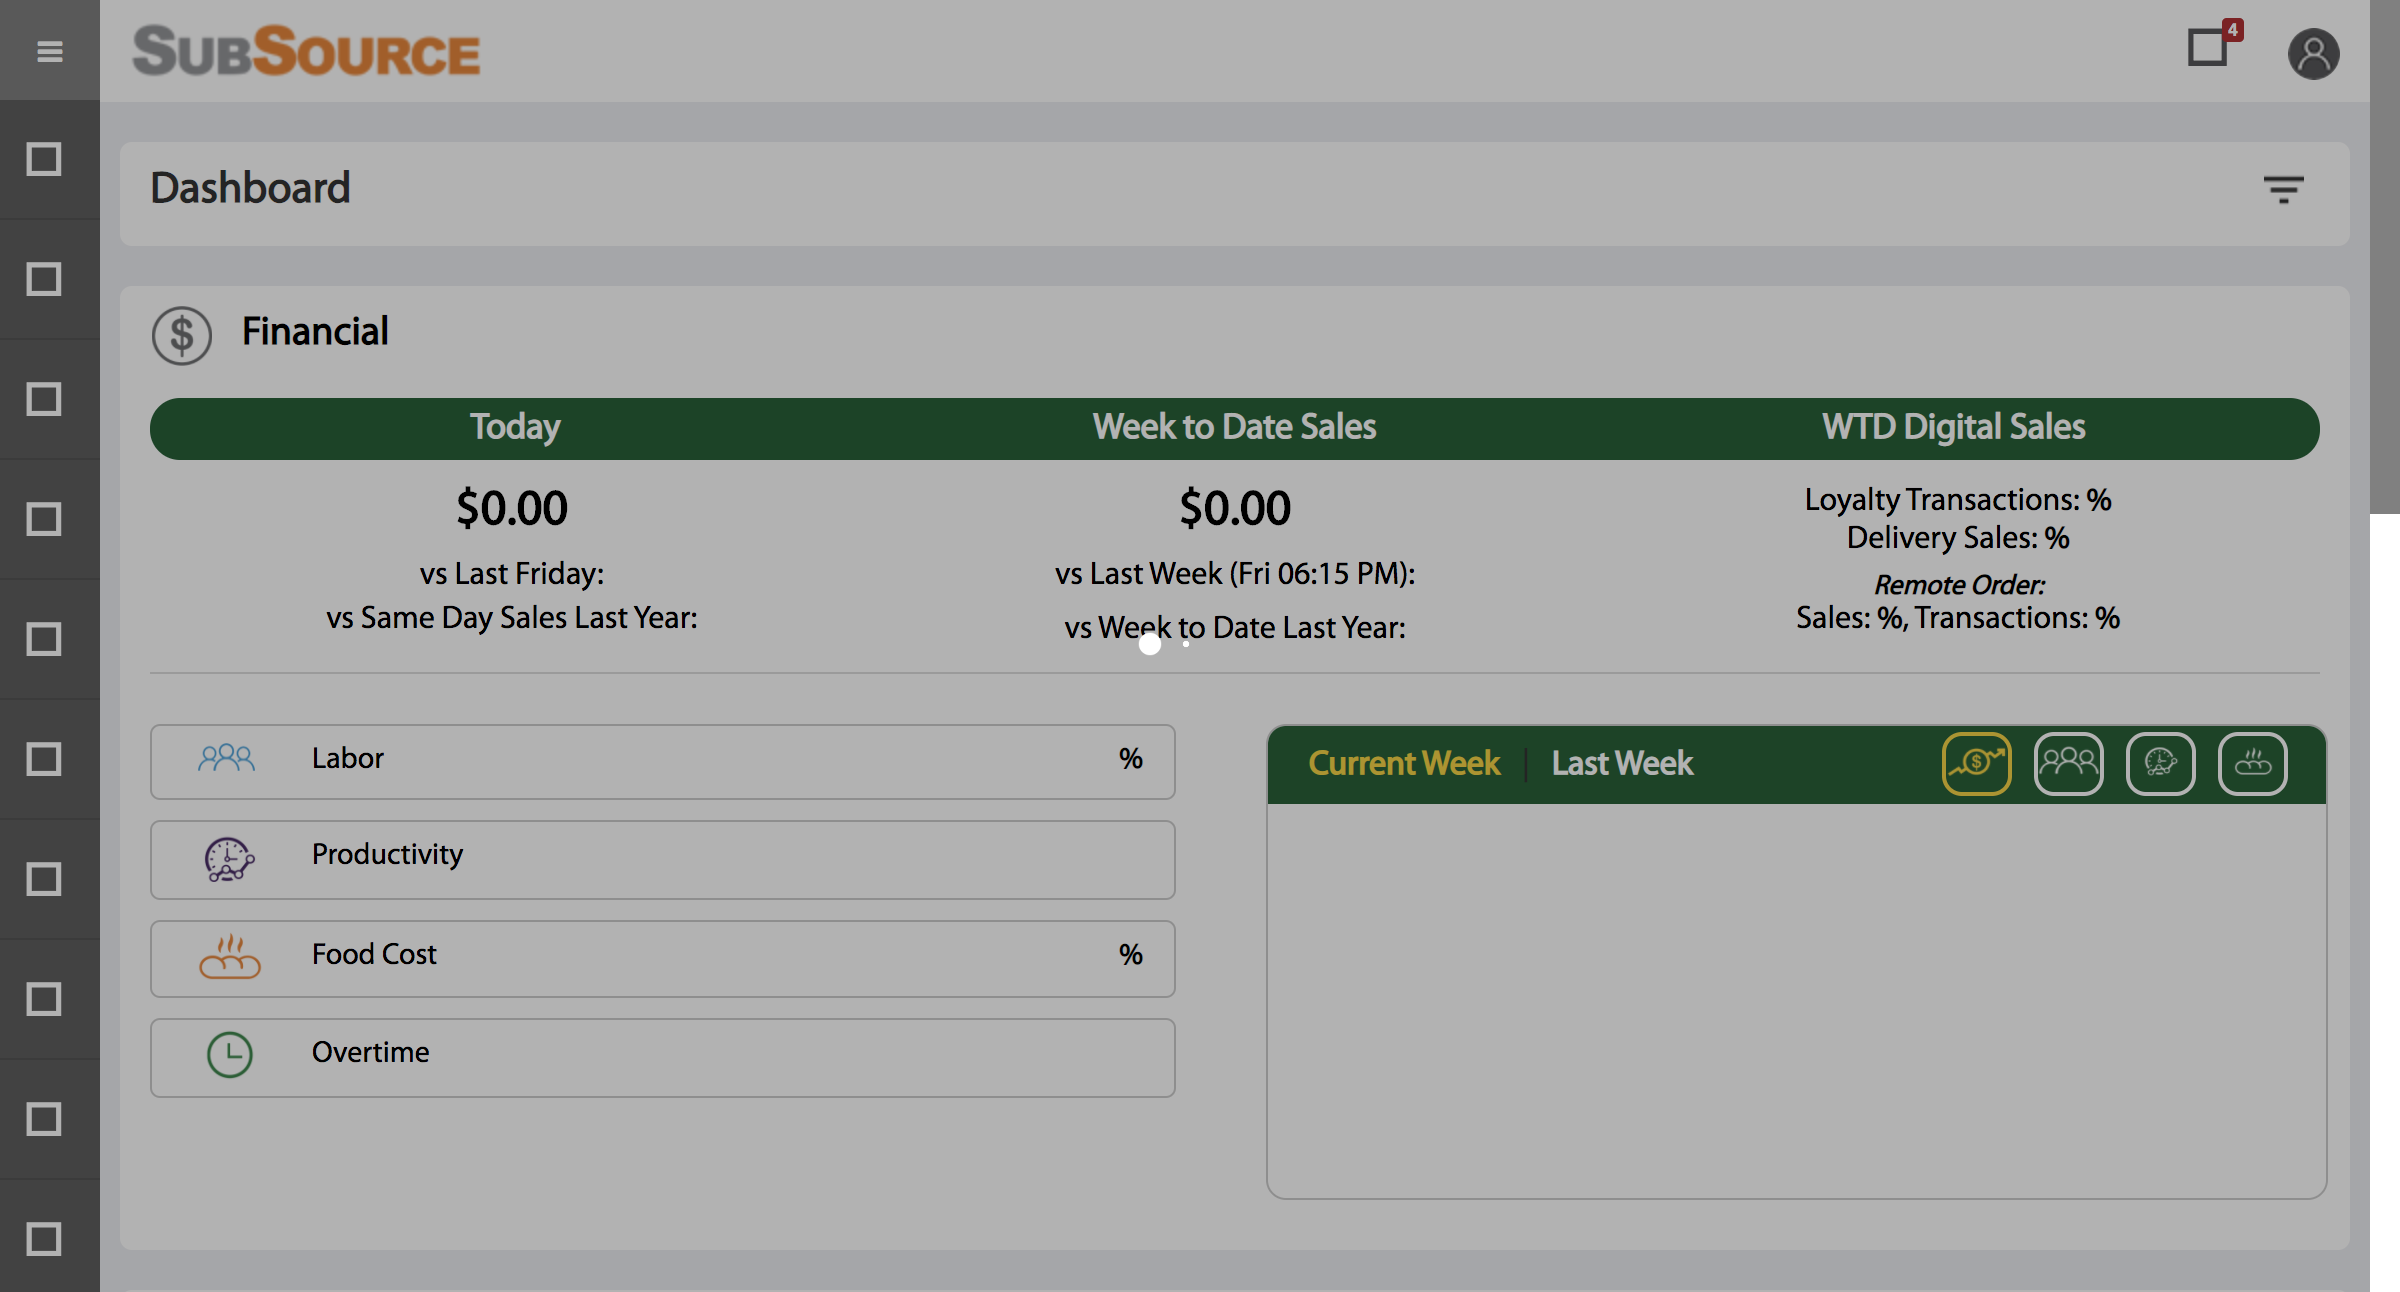 SUBSOURCE
4
Dashboard
Financial
Today
Week to Date Sales
WTD Digital Sales
$0.00
vs Last Friday:
vs Same Day Sales Last Year:
$0.00
vs Last Week (Fri 06:15 PM):
vs Week to Date Last Year:
Loyalty Transactions: %
Delivery Sales: %
Remote Order:
Sales: %, Transactions: %
Labor %
Productivity
Food Cost %
Overtime
Current Week | Last Week